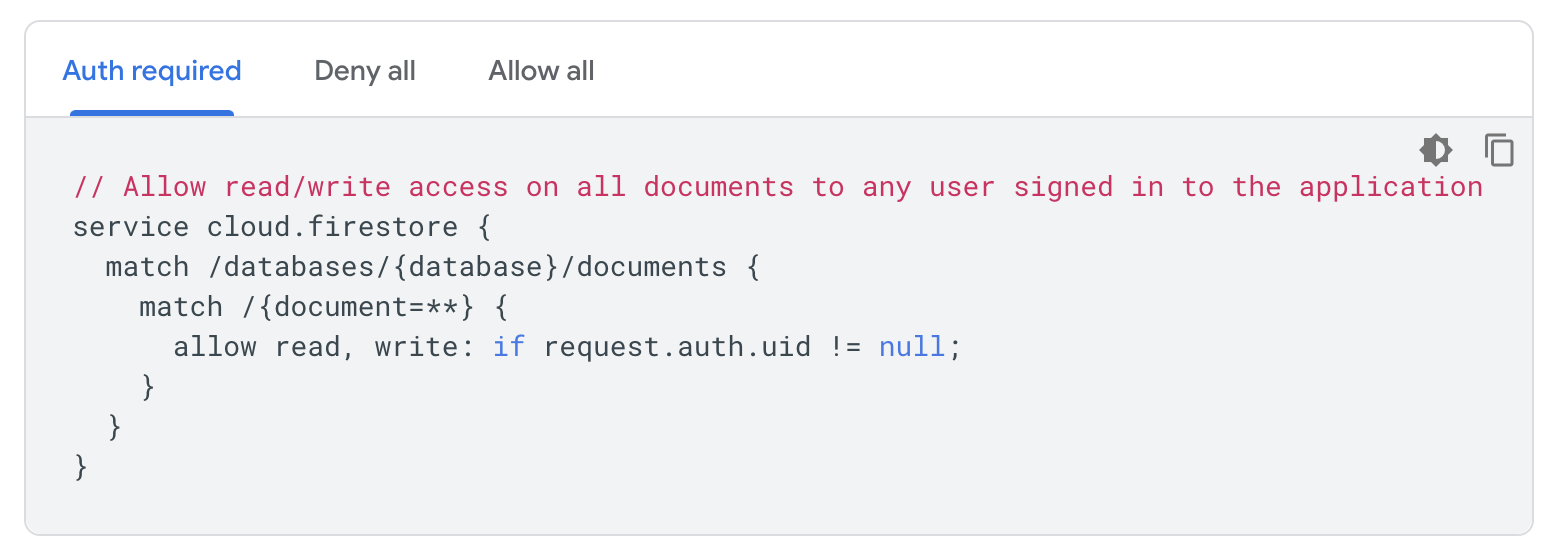 Auth required Deny all Allow all
// Allow read/write access on all documents to any user signed in to the application
service cloud.firestore {
  match /databases/{database}/documents {
    match /{document=**} {
      allow read, write: if request.auth.uid != null;
    }
  }
}